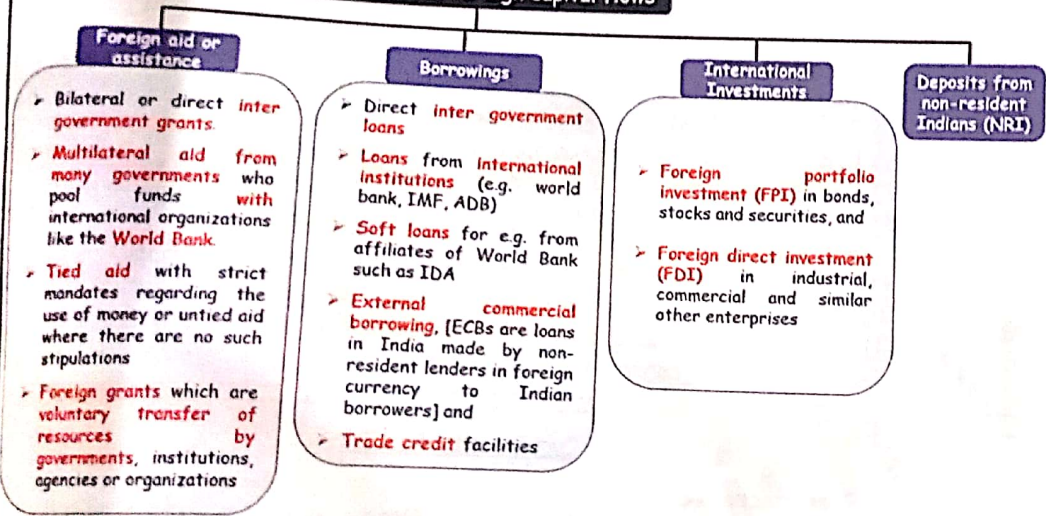 Foreign aid or
assistance
➢ Bilateral or direct inter
government grants.
➢ Multilateral aid from
many governments who
pool funds with
international organizations
like the World Bank.
➢ Tied aid with strict
mandates regarding the
use of money or untied aid
where there are no such
stipulations
➢ Foreign grants which are
voluntary transfer of
resources by
governments, institutions,
agencies or organizations
Borrowings
➢ Direct inter government
loans
➢ Loans from international
institutions (e.g. world
bank, IMF, ADB)
➢ Soft loans for e.g. from
affiliates of World Bank
such as IDA
➢ External commercial
borrowing, [ECBs are loans
in India made by non-
resident lenders in foreign
currency to Indian
borrowers] and
➢ Trade credit facilities
International
Investments
➢ Foreign portfolio
investment (FPI) in bonds,
stocks and securities, and
➢ Foreign direct investment
(FDI) in industrial,
commercial and similar
other enterprises
Deposits from
non-resident
Indians (NRI)